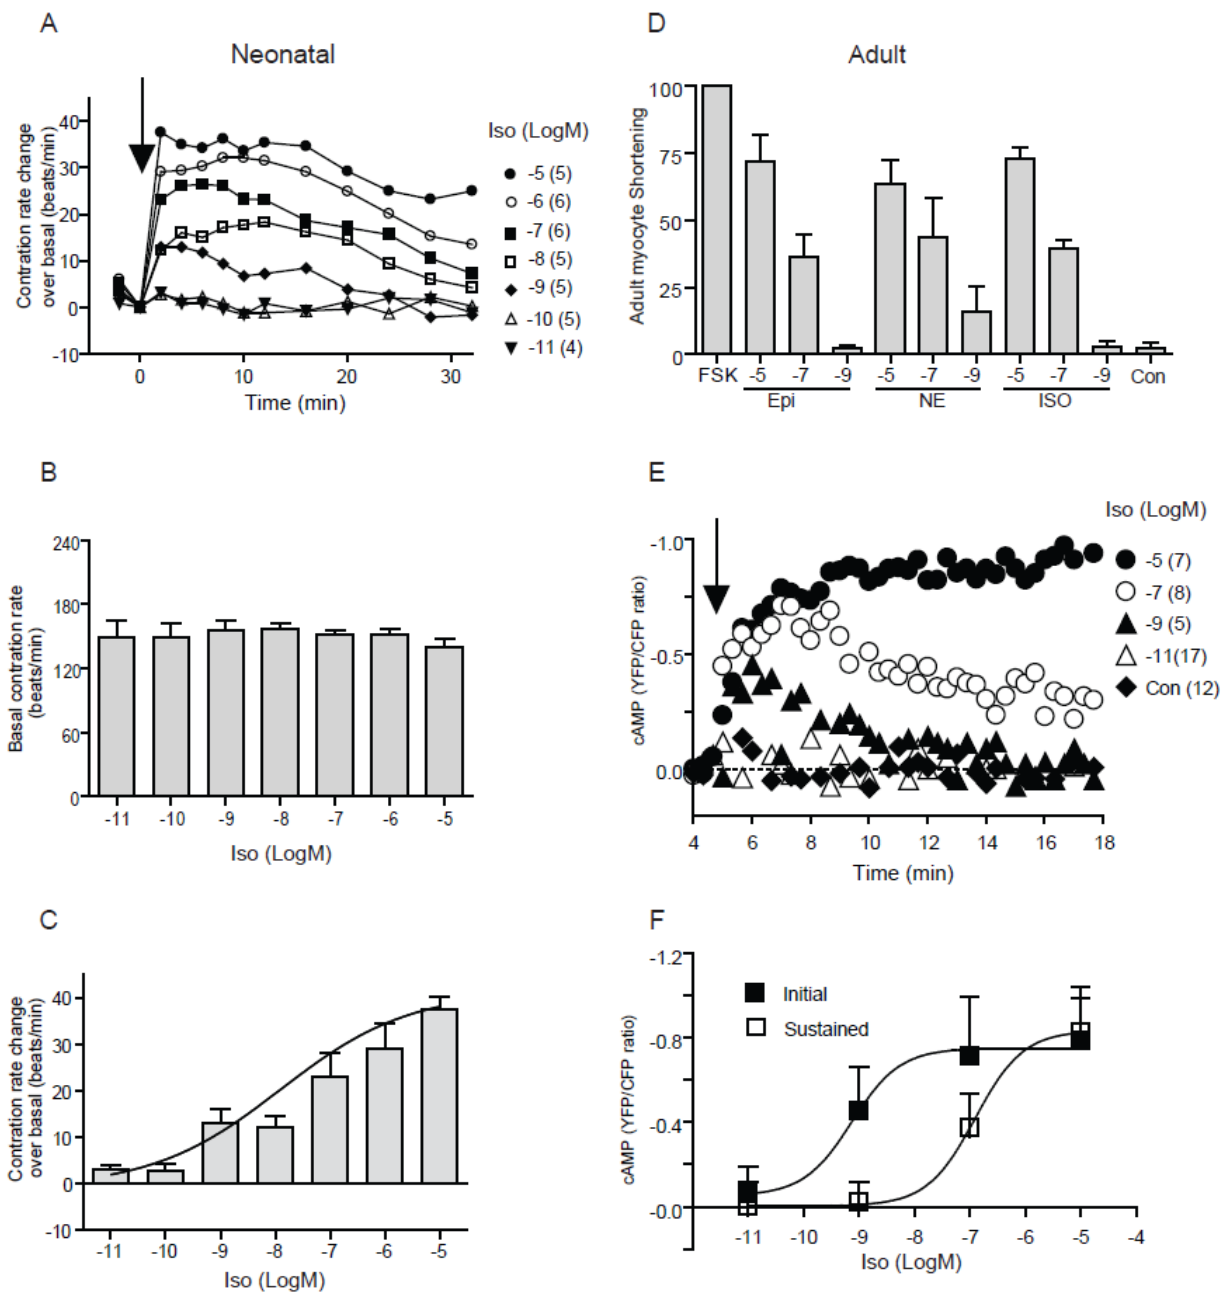 A
Neonatal
Contration rate change
over basal (beats/min)
40
30
20
10
0
-10
0
10
20
30
Time (min)
Iso (LogM)
-5 (5)
-6 (6)
-7 (6)
-8 (5)
-9 (5)
-10 (5)
-11 (4)
B
Basal contration rate
(beats/min)
240
180
120
60
0
-11
-10
-9
-8
-7
-6
-5
Iso (LogM)
C
Contration rate change
over basal (beats/min)
40
30
20
10
0
-10
-11
-10
-9
-8
-7
-6
-5
Iso (LogM)
D
Adult
Adult myocyte Shortening
100
75
50
25
0
FSK
-5
-7
-9
-5
-7
-9
-5
-7
-9
Con
Epi
NE
ISO
E
cAMP (YFP/CFP ratio)
-1.0
-0.5
0.0
4
6
8
10
12
14
16
18
Time (min)
Iso (LogM)
-5 (7)
-7 (8)
-9 (5)
-11(17)
Con (12)
F
cAMP (YFP/CFP ratio)
-1.2
-0.8
-0.4
-0.0
Initial
Sustained
-11
-10
-9
-8
-7
-6
-5
-4
Iso (LogM)